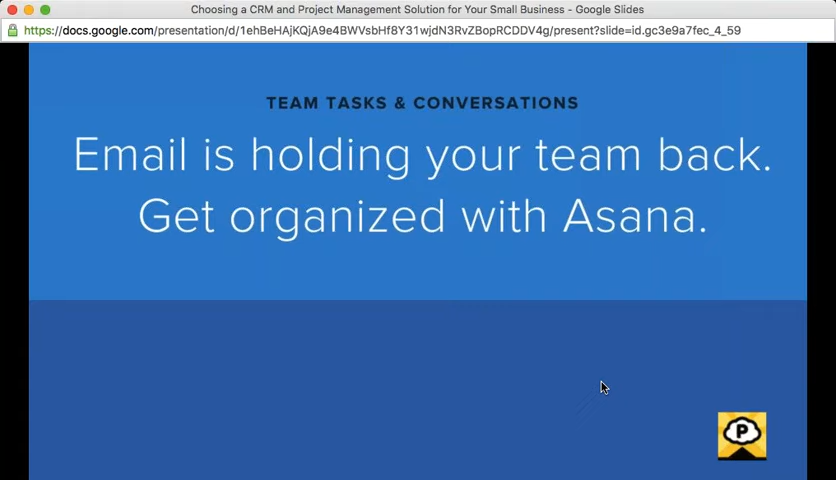 Choosing a CRM and Project Management Solution for Your Small Business - Google Slides
https://docs.google.com/presentation/d/1ehBeHAjKQjA9e4BWVsbHf8Y31wjdN3RvZBopRCDDV4g/present?slide=id.gc3e9a7fec_4_59
TEAM TASKS & CONVERSATIONS
Email is holding your team back.
Get organized with Asana.
P